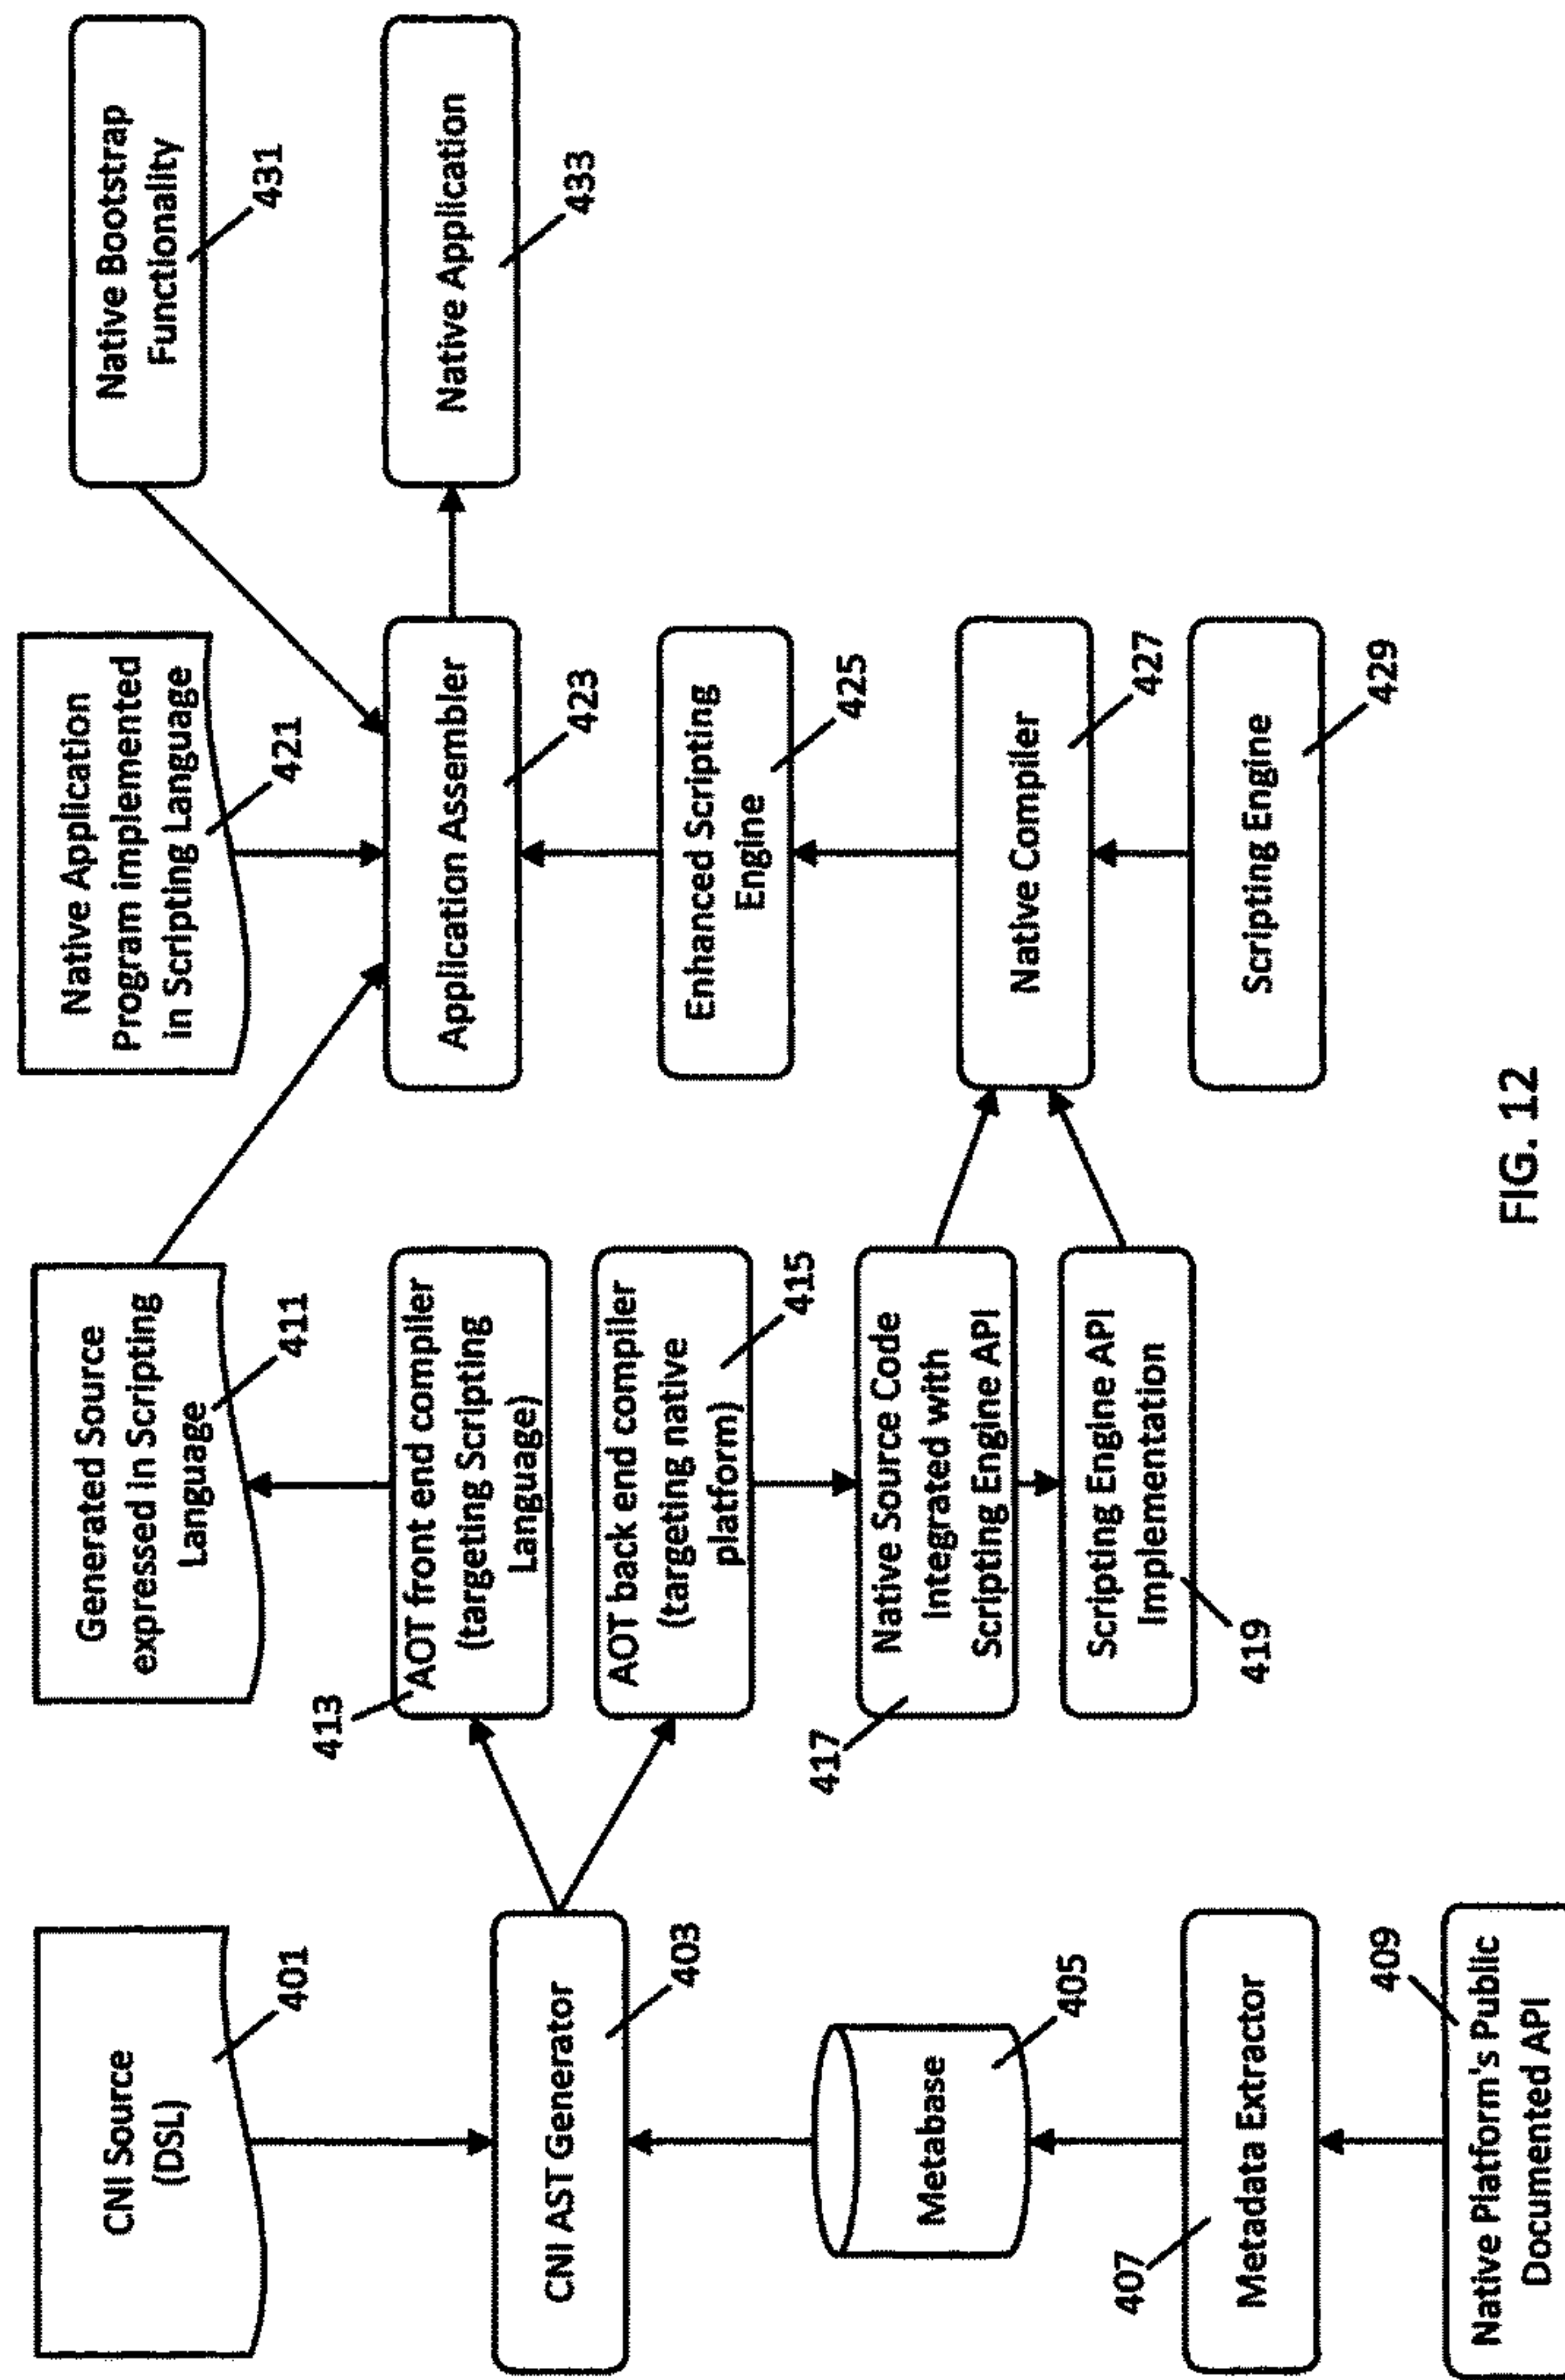 CNI Source
(DSL)
401
CNI AST Generator
403
Metabase
405
Metadata Extractor
407
Native Platform's Public
Documented API
409
Generated Source
expressed in Scripting
Language
411
AOT front end compiler
(targeting Scripting
Language)
413
AOT back end compiler
(targeting native
platform)
415
Native Source Code
integrated with
Scripting Engine API
417
Scripting Engine API
Implementation
419
Native Application
Program implemented
in Scripting Language
421
Application Assembler
423
Enhanced Scripting
Engine
425
Native Compiler
427
Scripting Engine
429
Native Bootstrap
Functionality
431
Native Application
433
FIG. 12